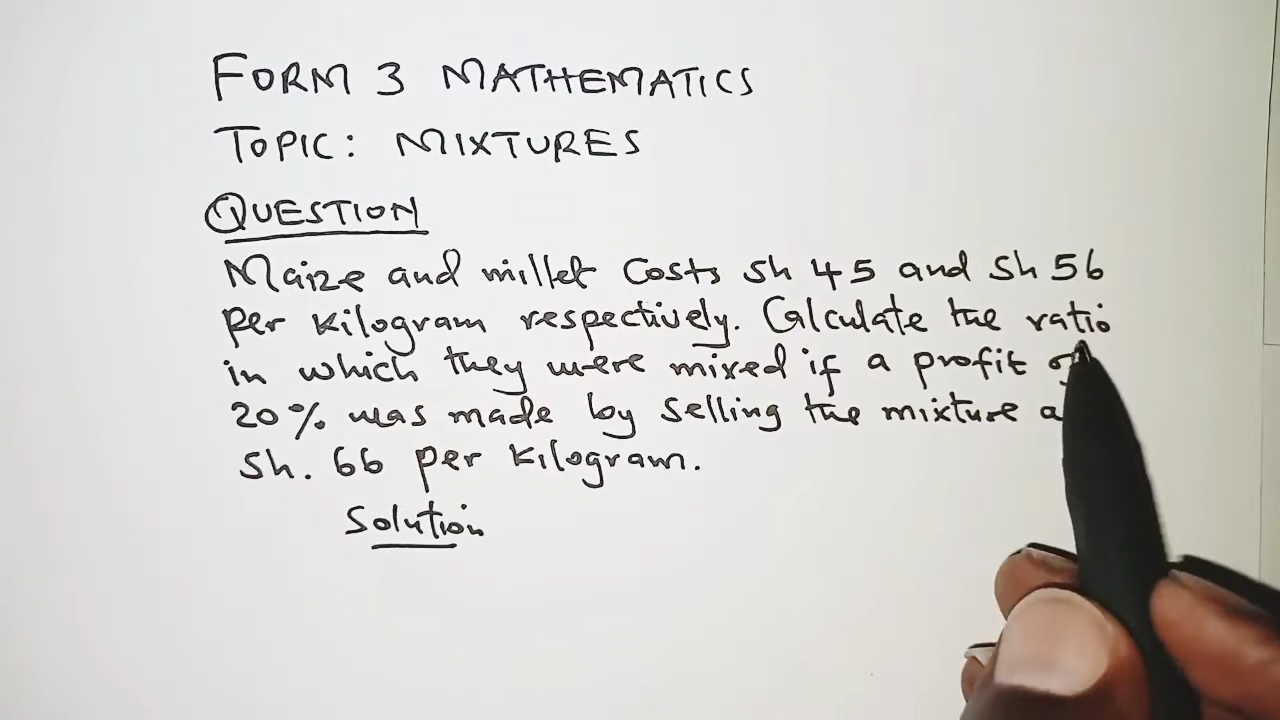 FORM 3 MATHEMATICS
TOPIC: MIXTURES
QUESTION
Maize and millet Costs Sh 45 and Sh 56
per Kilogram respectively. Calculate the ratio
in which they were mixed if a profit
20% was made by Selling the mixture
Sh. 66 per Kilogram.
Solution